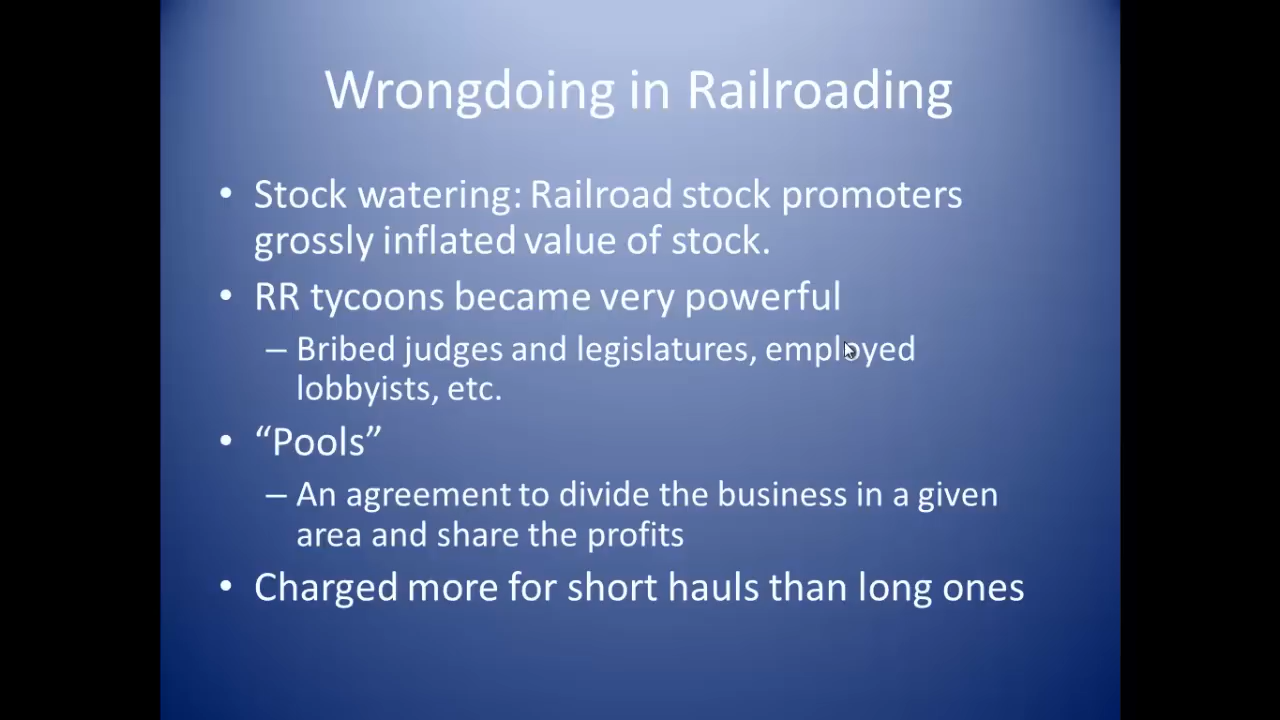 Wrongdoing in Railroading
• Stock watering: Railroad stock promoters
grossly inflated value of stock.
• RR tycoons became very powerful
– Bribed judges and legislatures, employed
lobbyists, etc.
• “Pools”
– An agreement to divide the business in a given
area and share the profits
• Charged more for short hauls than long ones